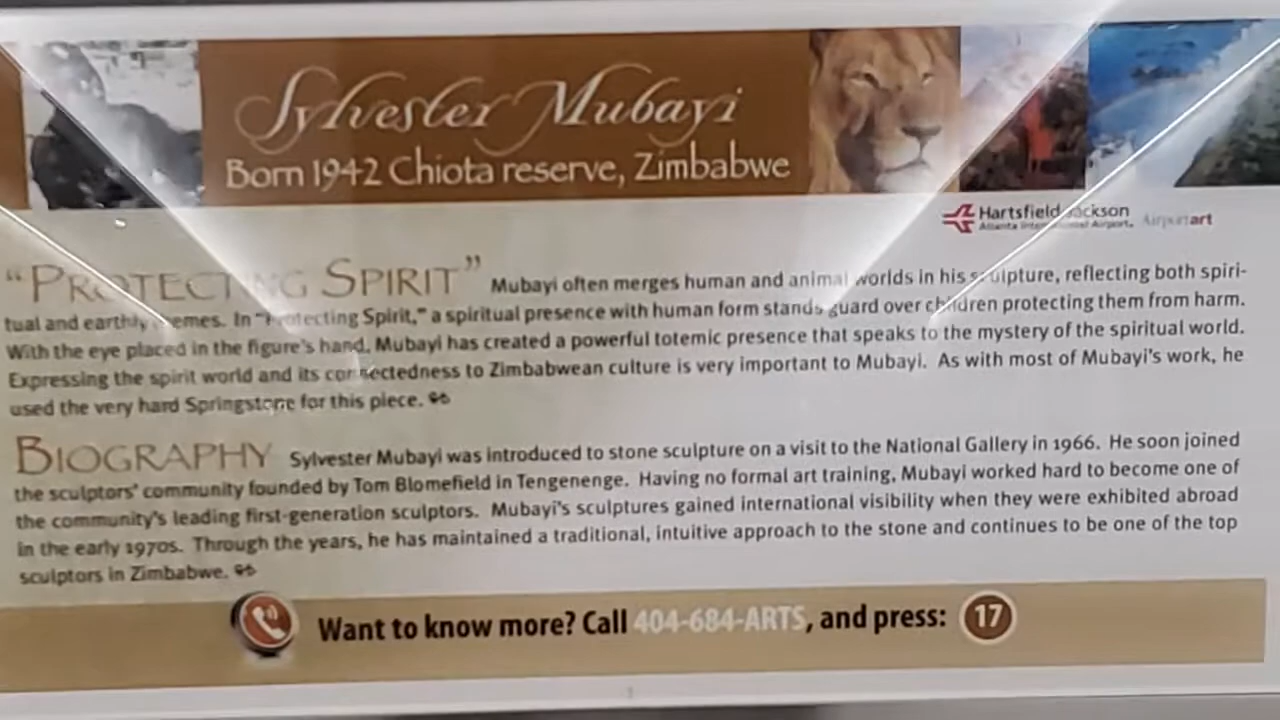 Sylvester Mubayi
Born 1942 Chiota reserve, Zimbabwe
Hartsfield Jackson
Atlanta International Airport. Airportart
"PROTECTING SPIRIT" Mubayi often merges human and animal worlds in his sculpture, reflecting both spiri-
tual and earthly themes. In "Protecting Spirit," a spiritual presence with human form stands guard over children protecting them from harm.
With the eye placed in the figure's hand, Mubayi has created a powerful totemic presence that speaks to the mystery of the spiritual world.
Expressing the spirit world and its connectedness to Zimbabwean culture is very important to Mubayi. As with most of Mubayi's work, he
used the very hard Springstone for this piece.
BIOGRAPHY Sylvester Mubayi was introduced to stone sculpture on a visit to the National Gallery in 1966. He soon joined
the sculptors' community founded by Tom Blomefield in Tengenenge. Having no formal art training, Mubayi worked hard to become one of
the community's leading first-generation sculptors. Mubayi's sculptures gained international visibility when they were exhibited abroad
in the early 1970s. Through the years, he has maintained a traditional, intuitive approach to the stone and continues to be one of the top
sculptors in Zimbabwe.
Want to know more? Call 404-684-ARTS, and press: 17